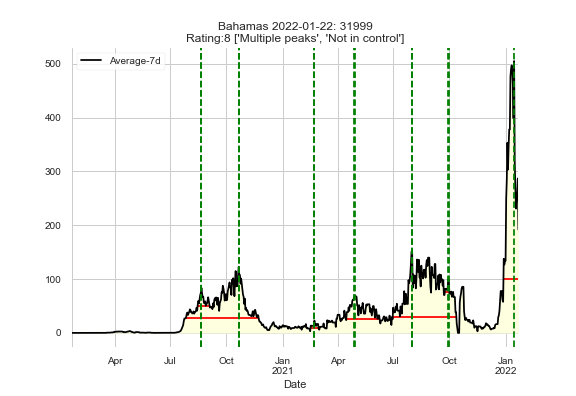 Bahamas 2022-01-22: 31999
Rating:8 ['Multiple peaks', 'Not in control']
Average-7d
500
400
300
200
100
0
Apr Jul Oct Jan Apr Jul Oct Jan
2021 2022
Date